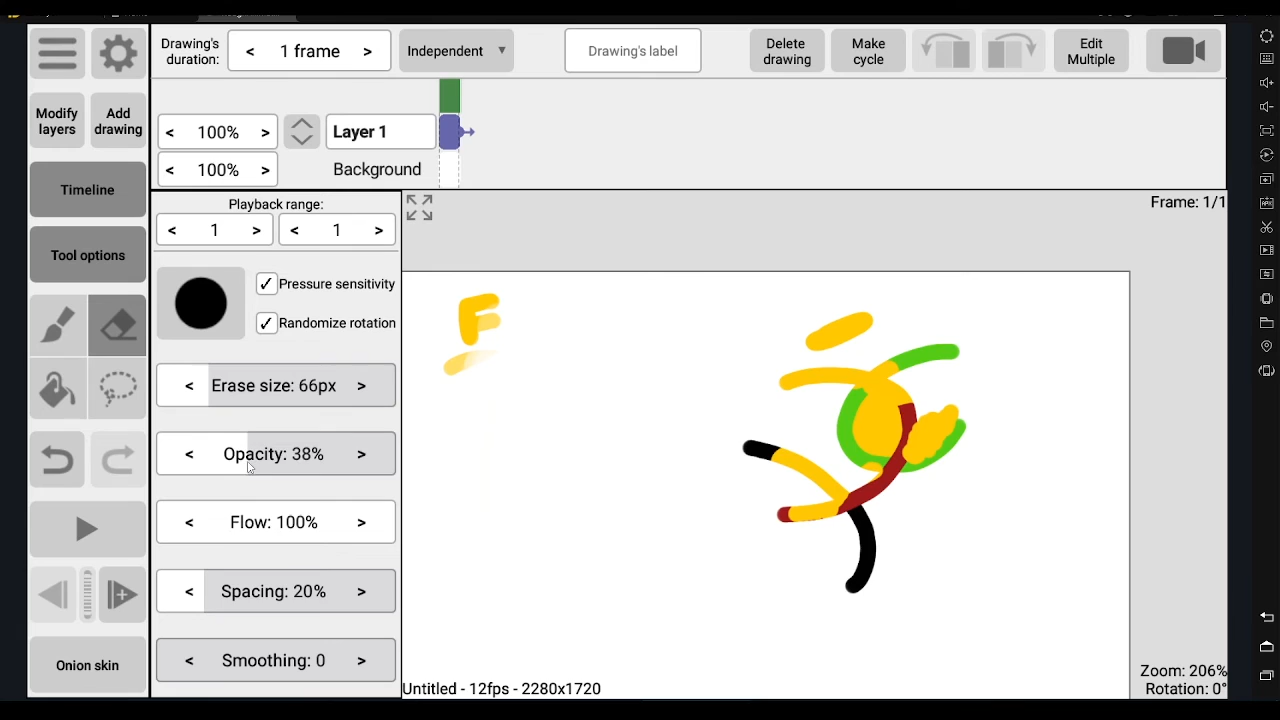 Drawing's duration:
< 1 frame >
Independent ▼
Drawing's label
Delete drawing
Make cycle
Edit Multiple
Modify layers
Add drawing
< 100% >
Layer 1
< 100% >
Background
Timeline
Playback range:
< 1 >
< 1 >
Frame: 1/1
Tool options
Pressure sensitivity
Randomize rotation
F
< Erase size: 66px >
< Opacity: 38% >
< Flow: 100% >
< Spacing: 20% >
< Smoothing: 0 >
Onion skin
Untitled - 12fps - 2280x1720
Zoom: 206%
Rotation: 0°